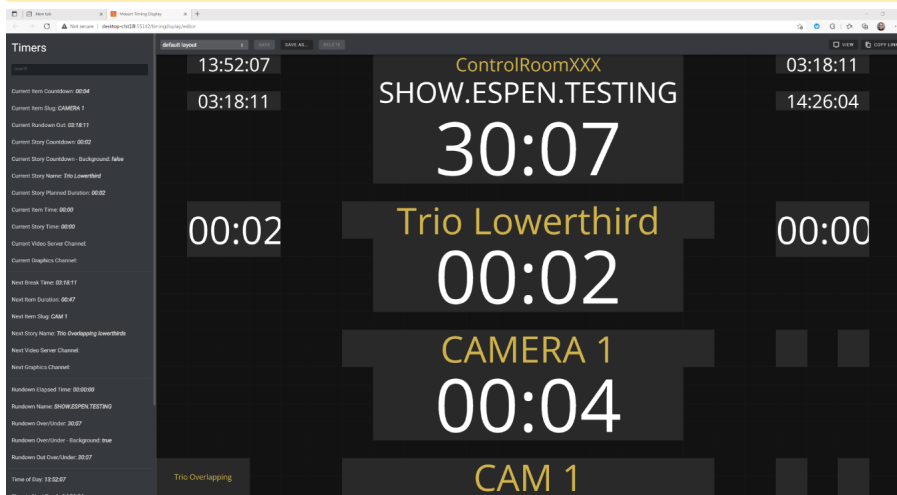 New tab
Mosart Timing Display
Not secure
Timers
default layout
SAVE
SAVE AS...
DELETE
VIEW
COPY LINK
Current Item Countdown: 00:04
Current Item Slug: CAMERA 1
Current Rundown Out: 03:18:11
Current Story Countdown: 00:02
Current Story Countdown - Background: false
Current Story Name: Trio Lowerthird
Current Story Planned Duration: 00:02
Current Item Time: 00:00
Current Story Time: 00:00
Current Video Server Channel:
Current Graphics Channel:
Next Break Time: 03:18:11
Next Item Duration: 00:47
Next Item Slug: CAM 1
Next Story Name: Trio Overlapping lowerthirds
Next Video Server Channel:
Next Graphics Channel:
Rundown Elapsed Time: 00:00:00
Rundown Name: SHOW.ESPEN.TESTING
Rundown Over/Under: 30:07
Rundown Over/Under - Background: true
Rundown Out Over/Under: 30:07
Time of Day: 13:52:07
13:52:07
ControlRoomXXX
03:18:11
03:18:11
SHOW.ESPEN.TESTING
14:26:04
30:07
00:02
Trio Lowerthird
00:00
00:02
CAMERA 1
00:04
Trio Overlapping
CAM 1